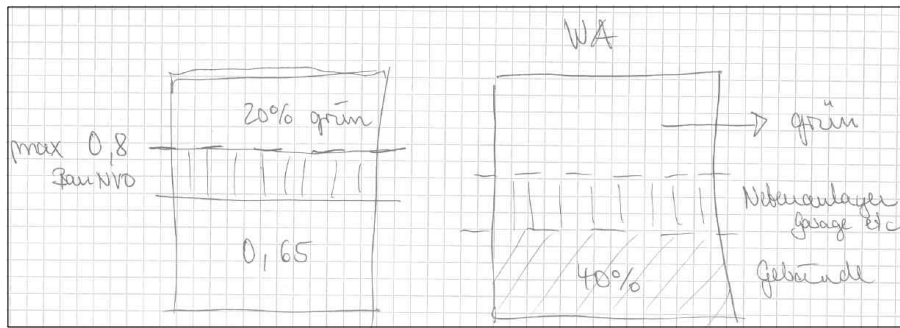 WA
20% grün
max 0,8
BauNVO
0,65
grün
Nebenanlagen
garage etc
40%
Gebäude